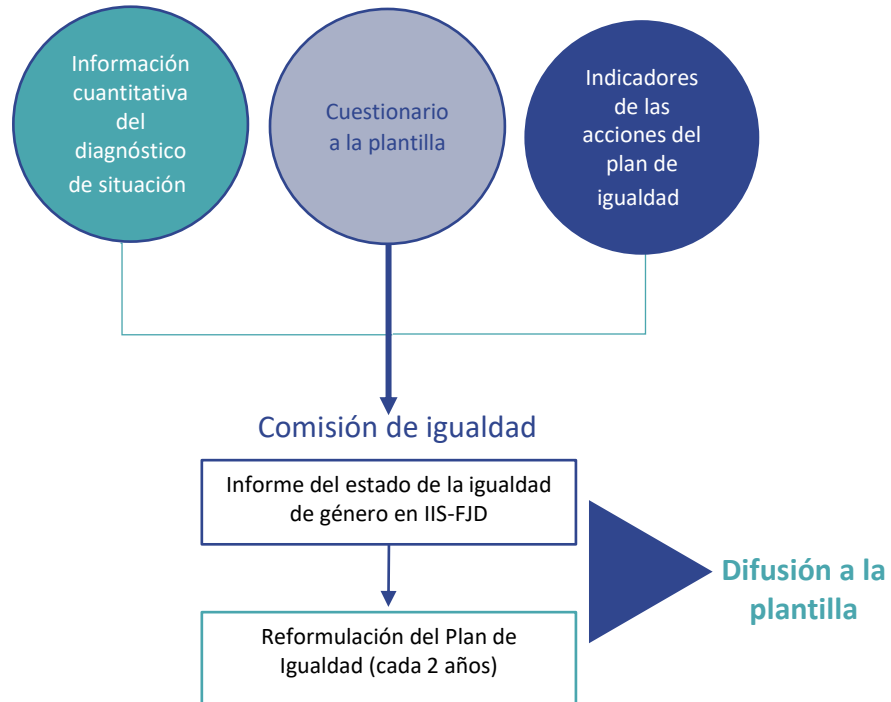 Información
cuantitativa
del
diagnóstico
de situación
Cuestionario
a la plantilla
Indicadores
de las
acciones del
plan de
igualdad
Comisión de igualdad
Informe del estado de la igualdad
de género en IIS-FJD
Reformulación del Plan de
Igualdad (cada 2 años)
Difusión a la
plantilla